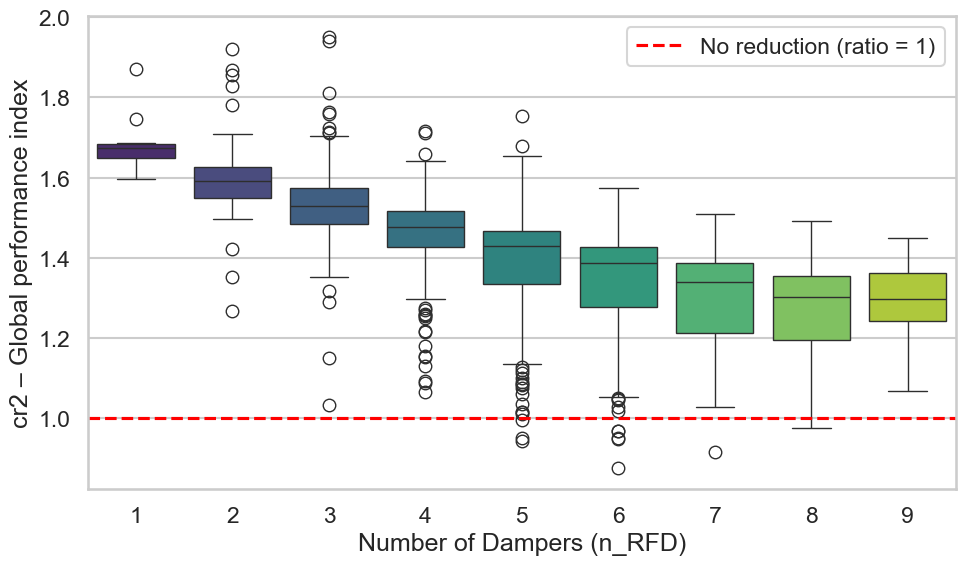 2.0
1.8
1.6
1.4
1.2
1.0
cr2 – Global performance index
No reduction (ratio = 1)
1 2 3 4 5 6 7 8 9
Number of Dampers (n_RFD)